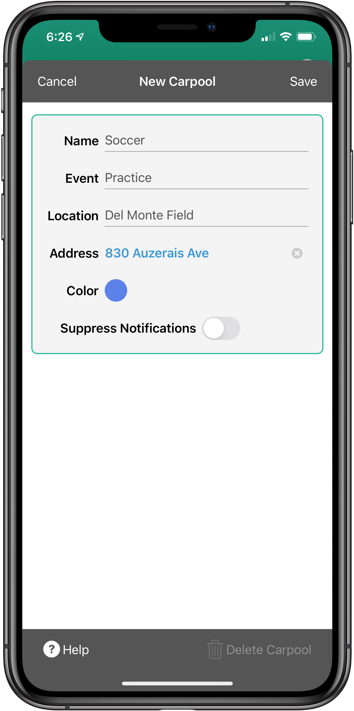 6:26
Cancel New Carpool Save
Name Soccer
Event Practice
Location Del Monte Field
Address 830 Auzerais Ave
Color
Suppress Notifications
? Help Delete Carpool